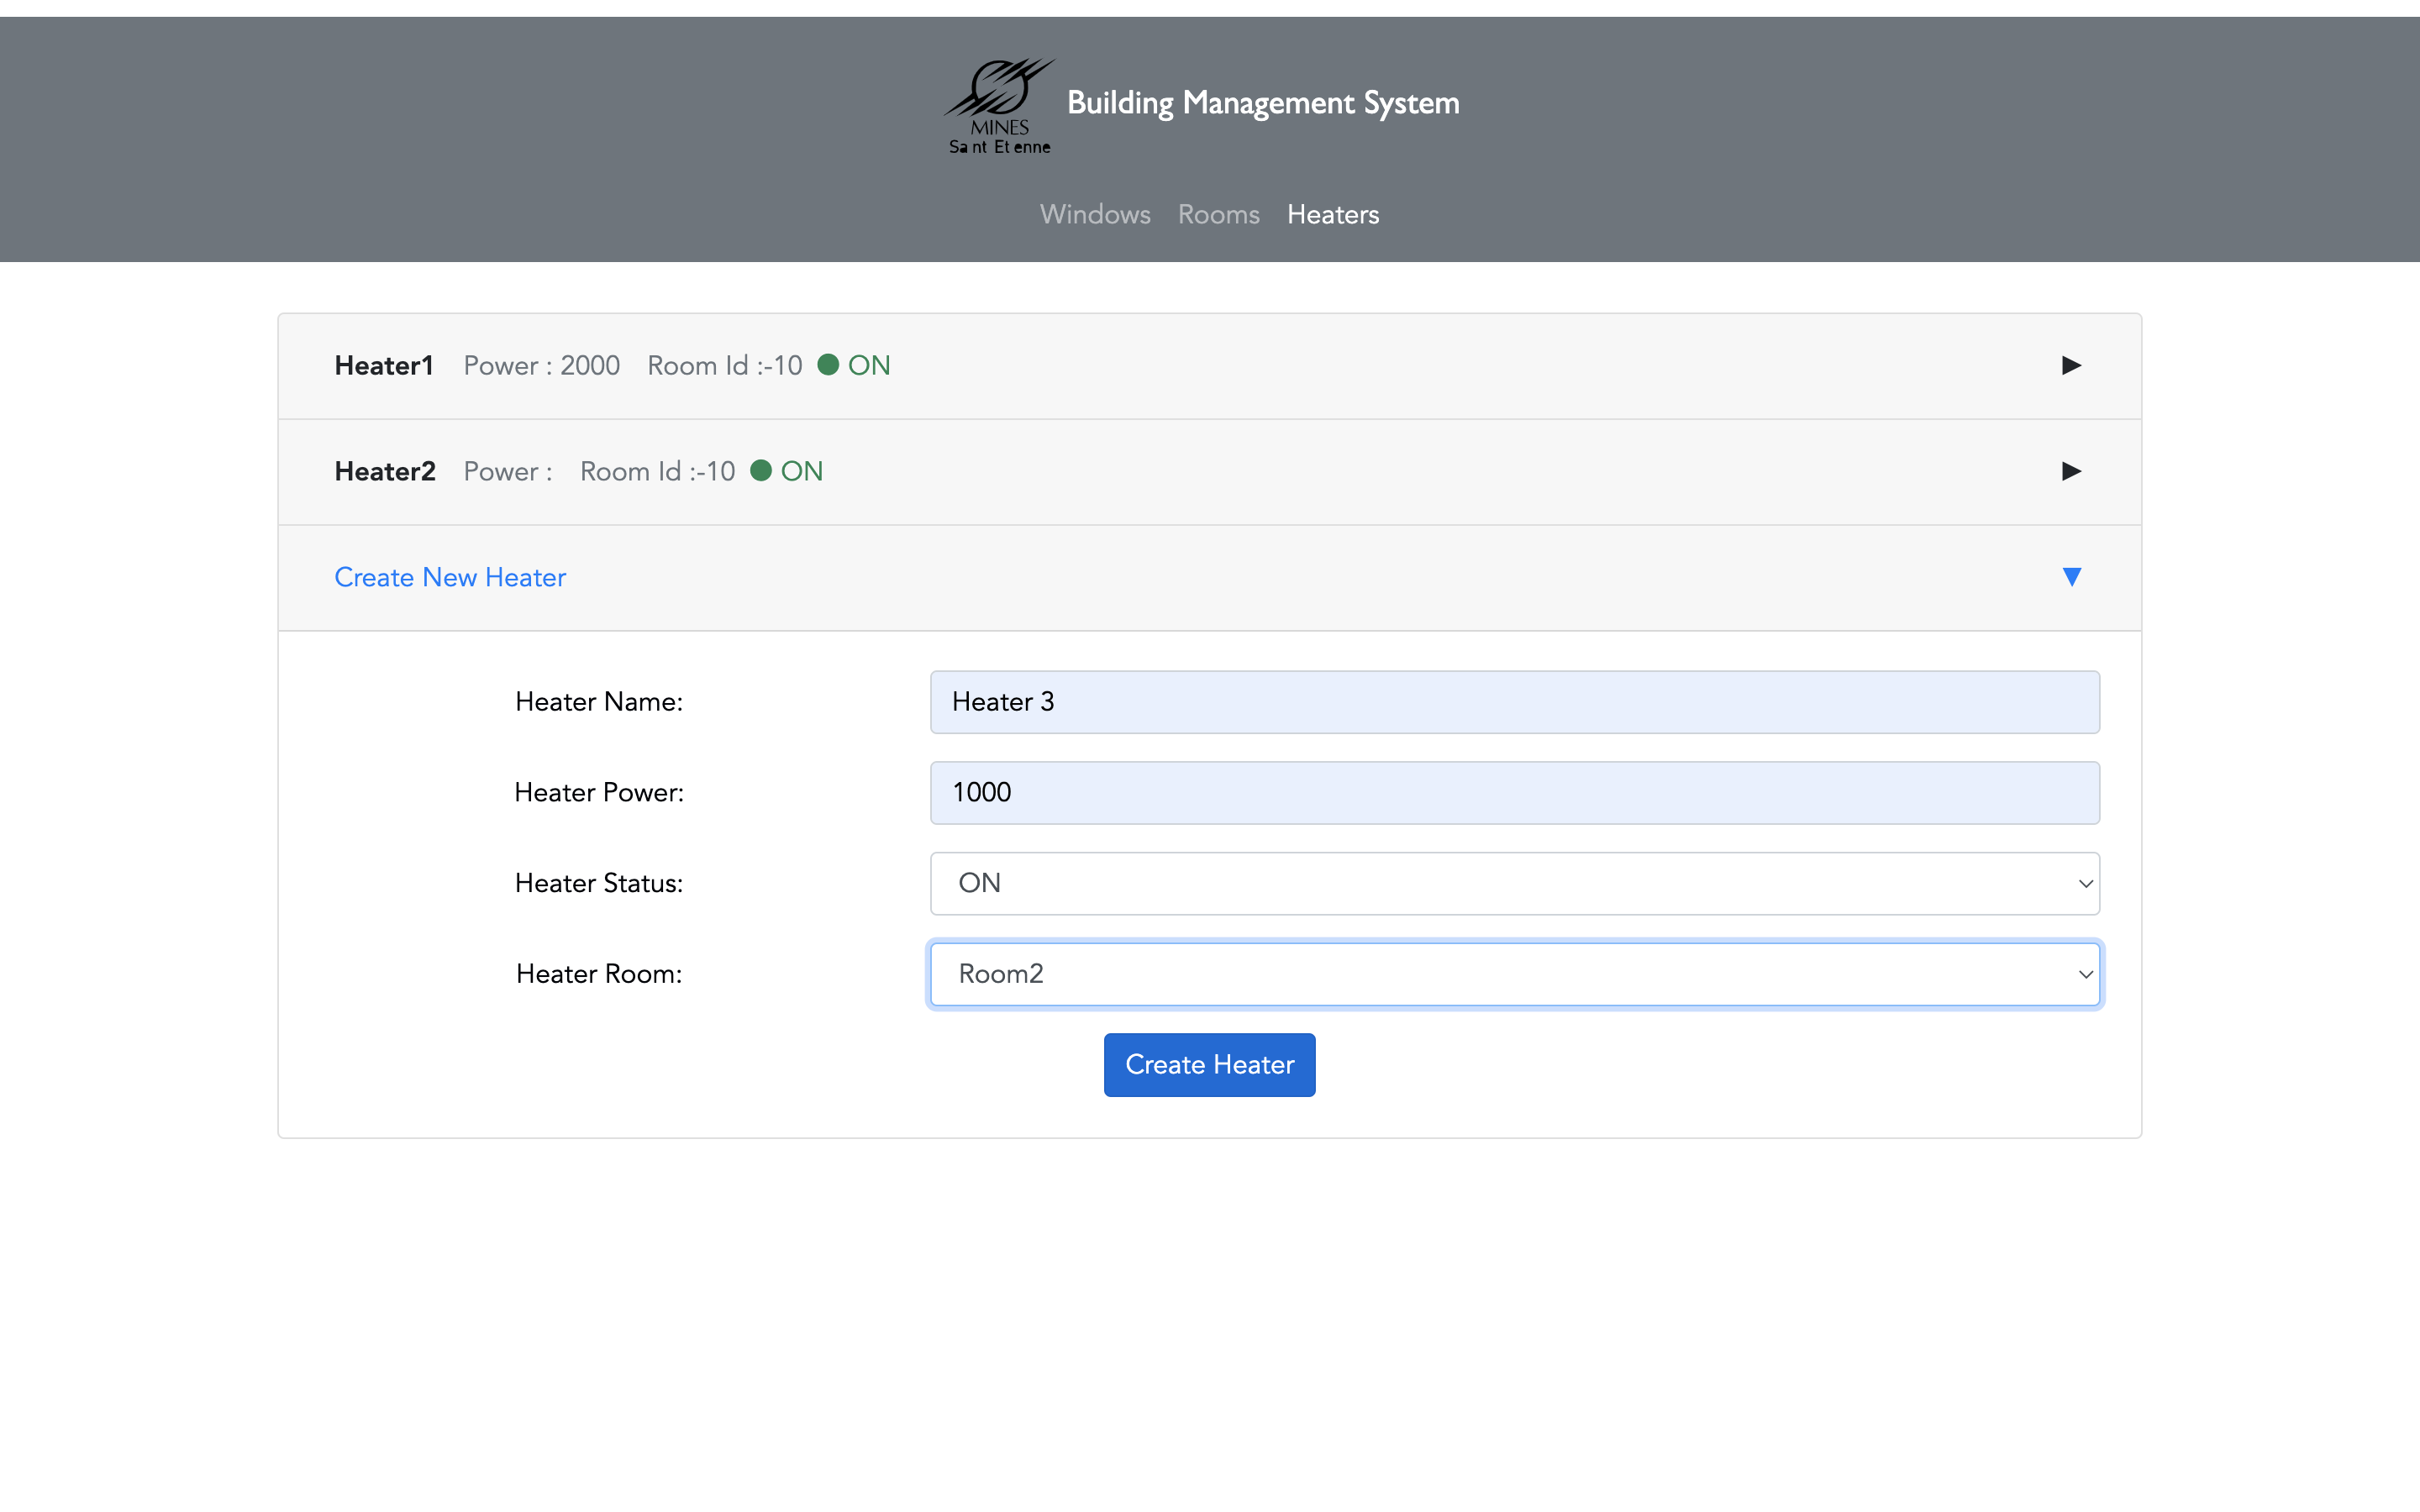 MINES
Sa nt Et enne
Building Management System
Windows Rooms Heaters
Heater1 Power : 2000 Room Id :-10 ON
Heater2 Power : Room Id :-10 ON
Create New Heater
Heater Name: Heater 3
Heater Power: 1000
Heater Status: ON
Heater Room: Room2
Create Heater